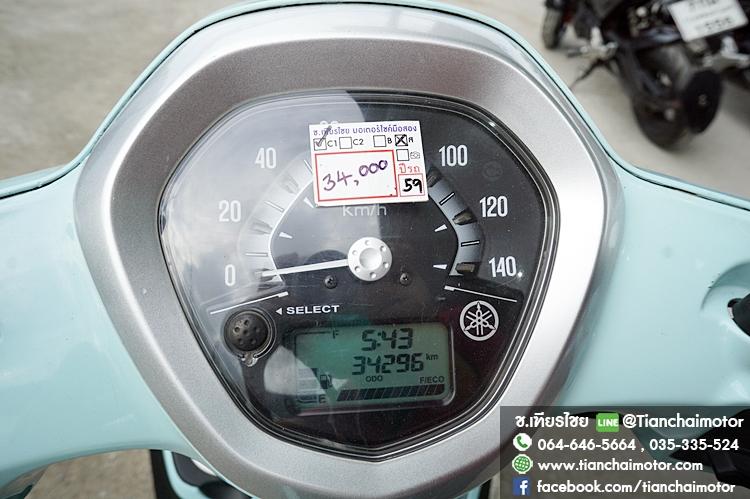 ช.เทียรไชย มอเตอร์ไซค์มือสอง
C1 C2 B ส
34,000
ปีรถ
59
Km/h
0
20
40
100
120
140
SELECT
F
5:43
34296 km
ODO
F/ECO
E
ช.เทียรไชย LINE @Tianchaimotor
064-646-5664 , 035-335-524
www.tianchaimotor.com
facebook.com/tianchaimotor